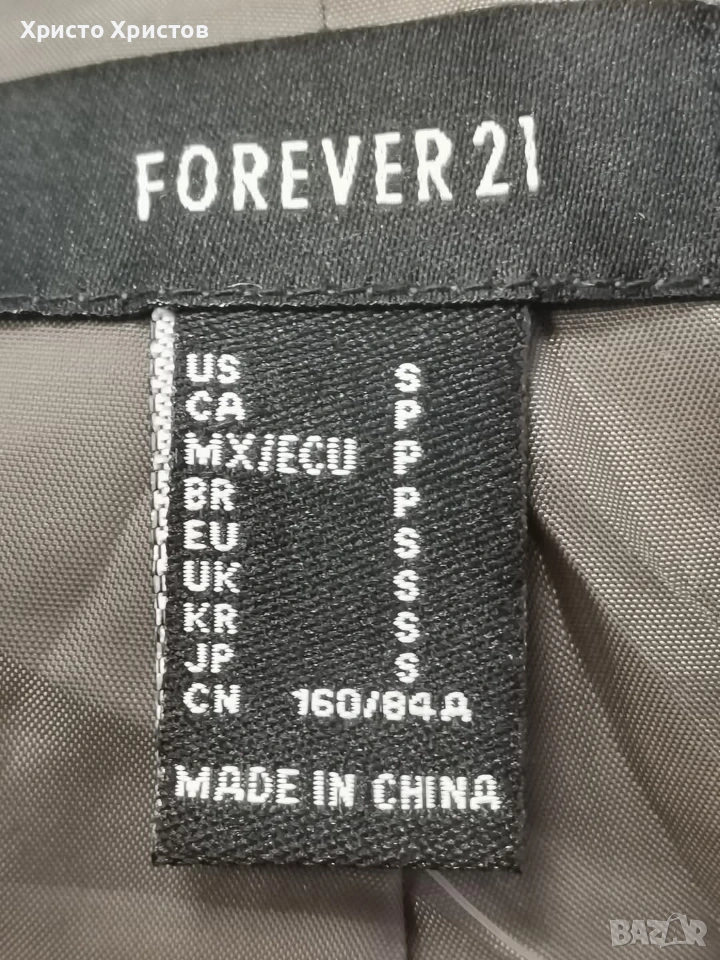 Христо Христов
FOREVER 21
US S
CA P
MX/ECU P
BR P
EU S
UK S
KR S
JP S
CN 160/84A
MADE IN CHINA
BAZAR